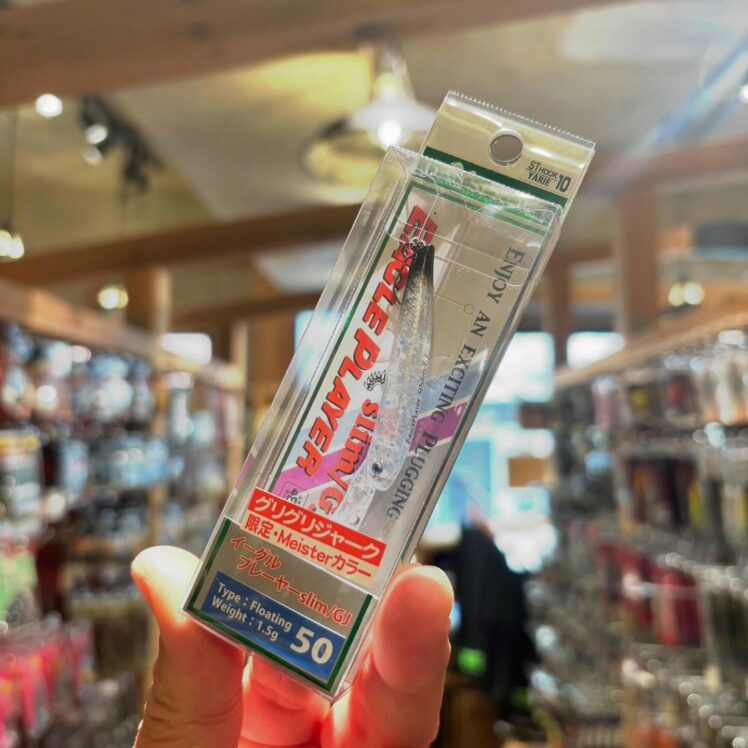 ST HOOK 10
VARIE
ENJOY AN EXCITING PLUGGING
EAGLE PLAYER
slim/GJ
グリグリジャーク
限定・Meisterカラー
イーグル
プレーヤーslim/GJ
Type : Floating
Weight : 1.5g
50